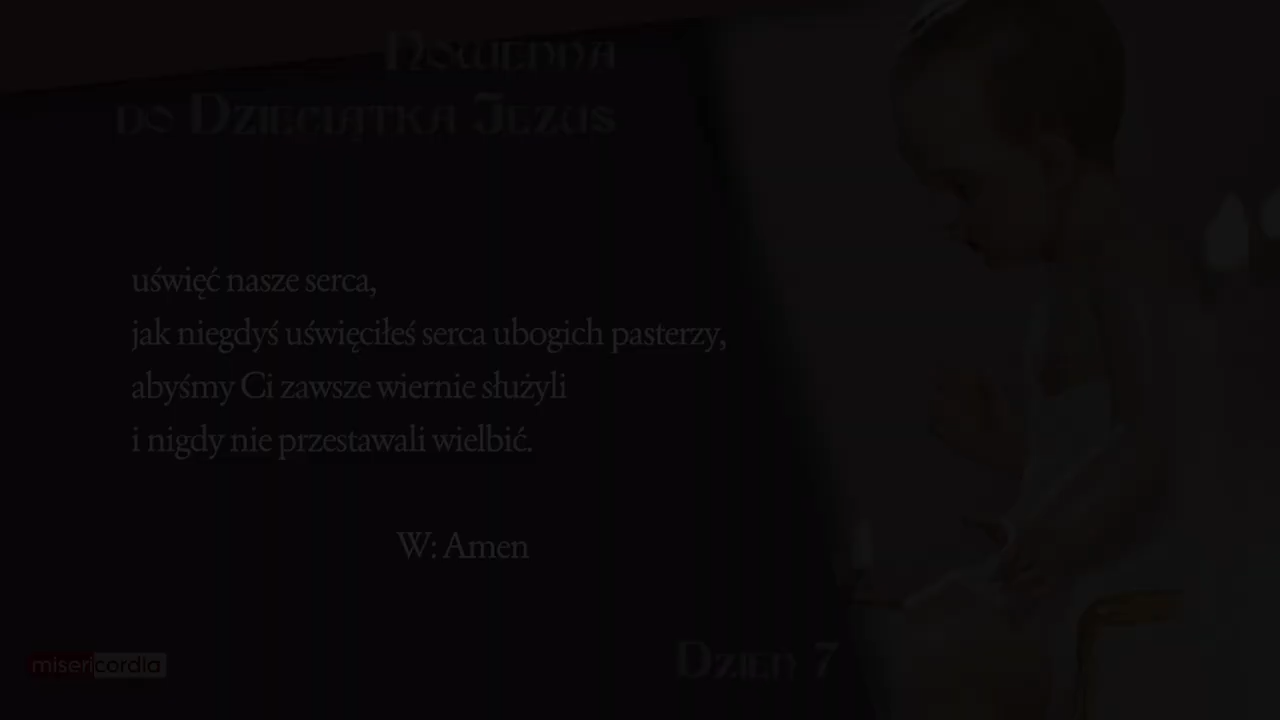 Nowenna
do Dzieciątka Jezus
uświęć nasze serca,
jak niegdyś uświęciłeś serca ubogich pasterzy,
abyśmy Ci zawsze wiernie służyli
i nigdy nie przestawali wielbić.
W: Amen
misericordia
Dzień 7